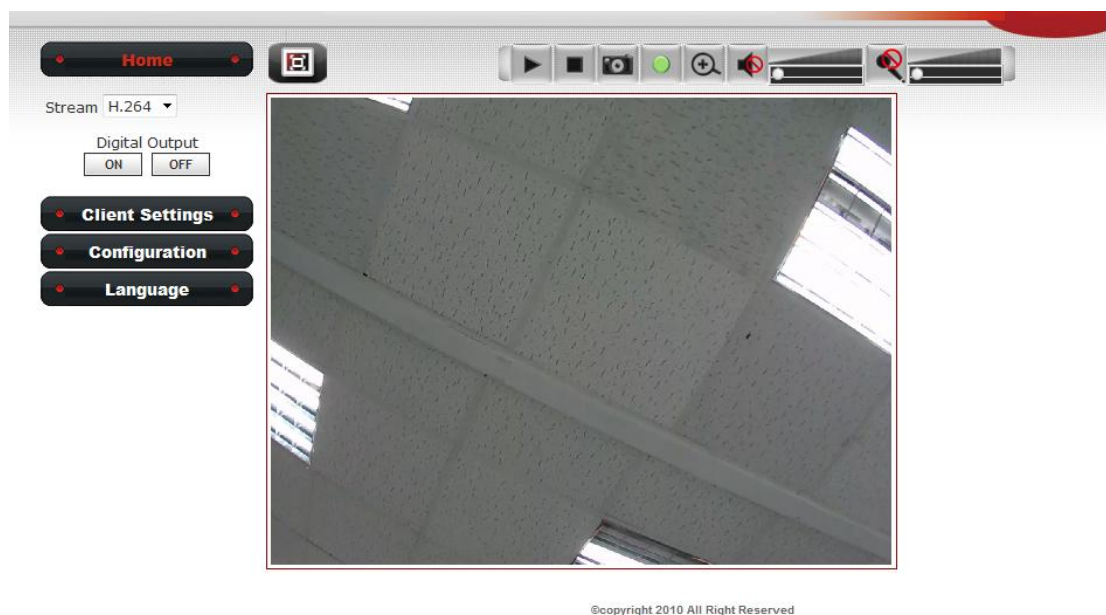 Home
Stream H.264
Digital Output
ON OFF
Client Settings
Configuration
Language
©copyright 2010 All Right Reserved